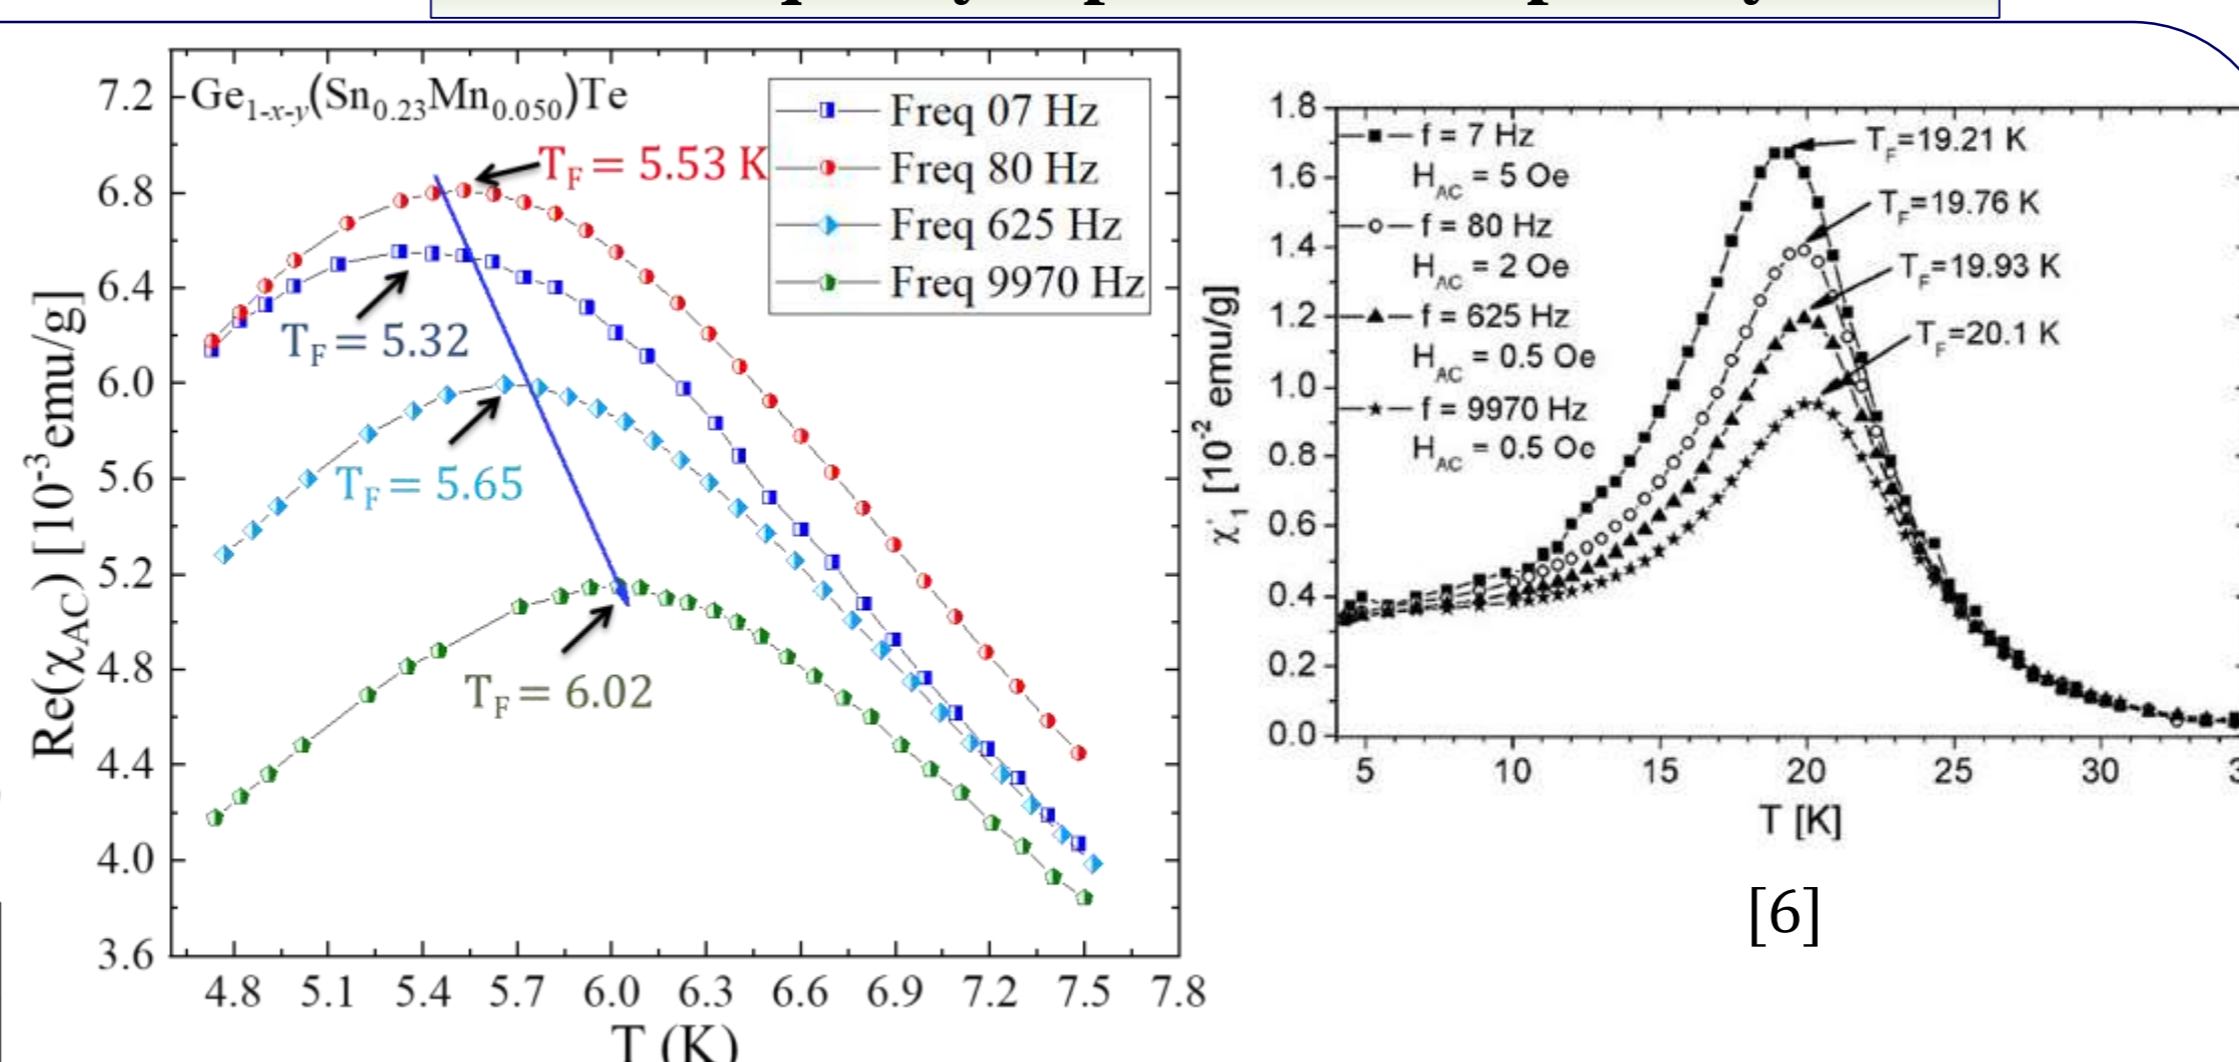 Ge1-x-y(Sn0.23Mn0.050)Te
Freq 07 Hz
Freq 80 Hz
Freq 625 Hz
Freq 9970 Hz
TF = 5.53 K
TF = 5.32
TF = 5.65
TF = 6.02
Re(χAC) [10-3emu/g]
7.2
6.8
6.4
6.0
5.6
5.2
4.8
4.4
4.0
3.6
4.8 5.1 5.4 5.7 6.0 6.3 6.6 6.9 7.2 7.5 7.8
T (K)
f = 7 Hz
HAC = 5 Oe
f = 80 Hz
HAC = 2 Oe
f = 625 Hz
HAC = 0.5 Oe
f = 9970 Hz
HAC = 0.5 Oe
TF=19.21 K
TF=19.76 K
TF=19.93 K
TF=20.1 K
χ'1 [10-2 emu/g]
1.8
1.6
1.4
1.2
1.0
0.8
0.6
0.4
0.2
0.0
5 10 15 20 25 30
T [K]
[6]